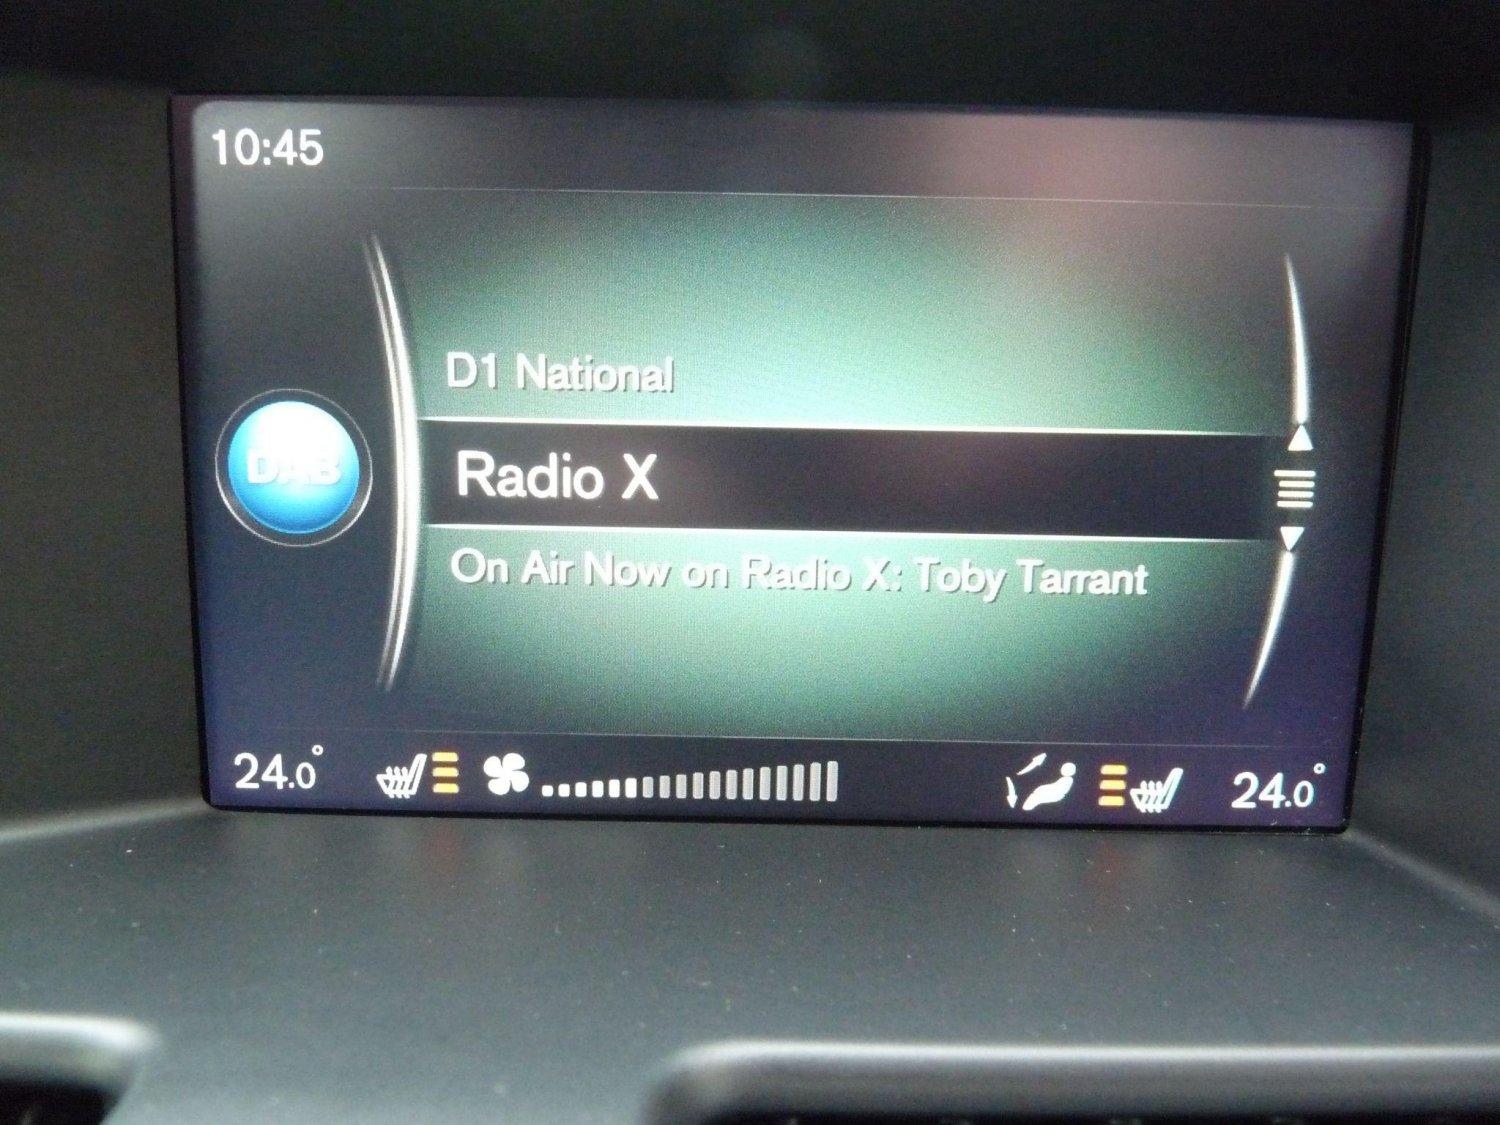 10:45
D1 National
DAB
Radio X
On Air Now on Radio X: Toby Tarrant
24.0° 24.0°